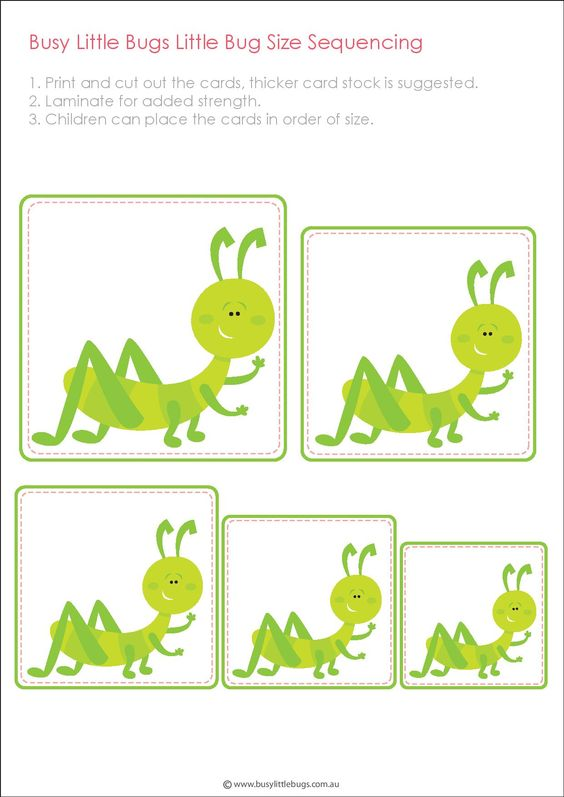 Busy Little Bugs Little Bug Size Sequencing
1. Print and cut out the cards, thicker card stock is suggested.
2. Laminate for added strength.
3. Children can place the cards in order of size.
©www.busylittlebugs.com.au